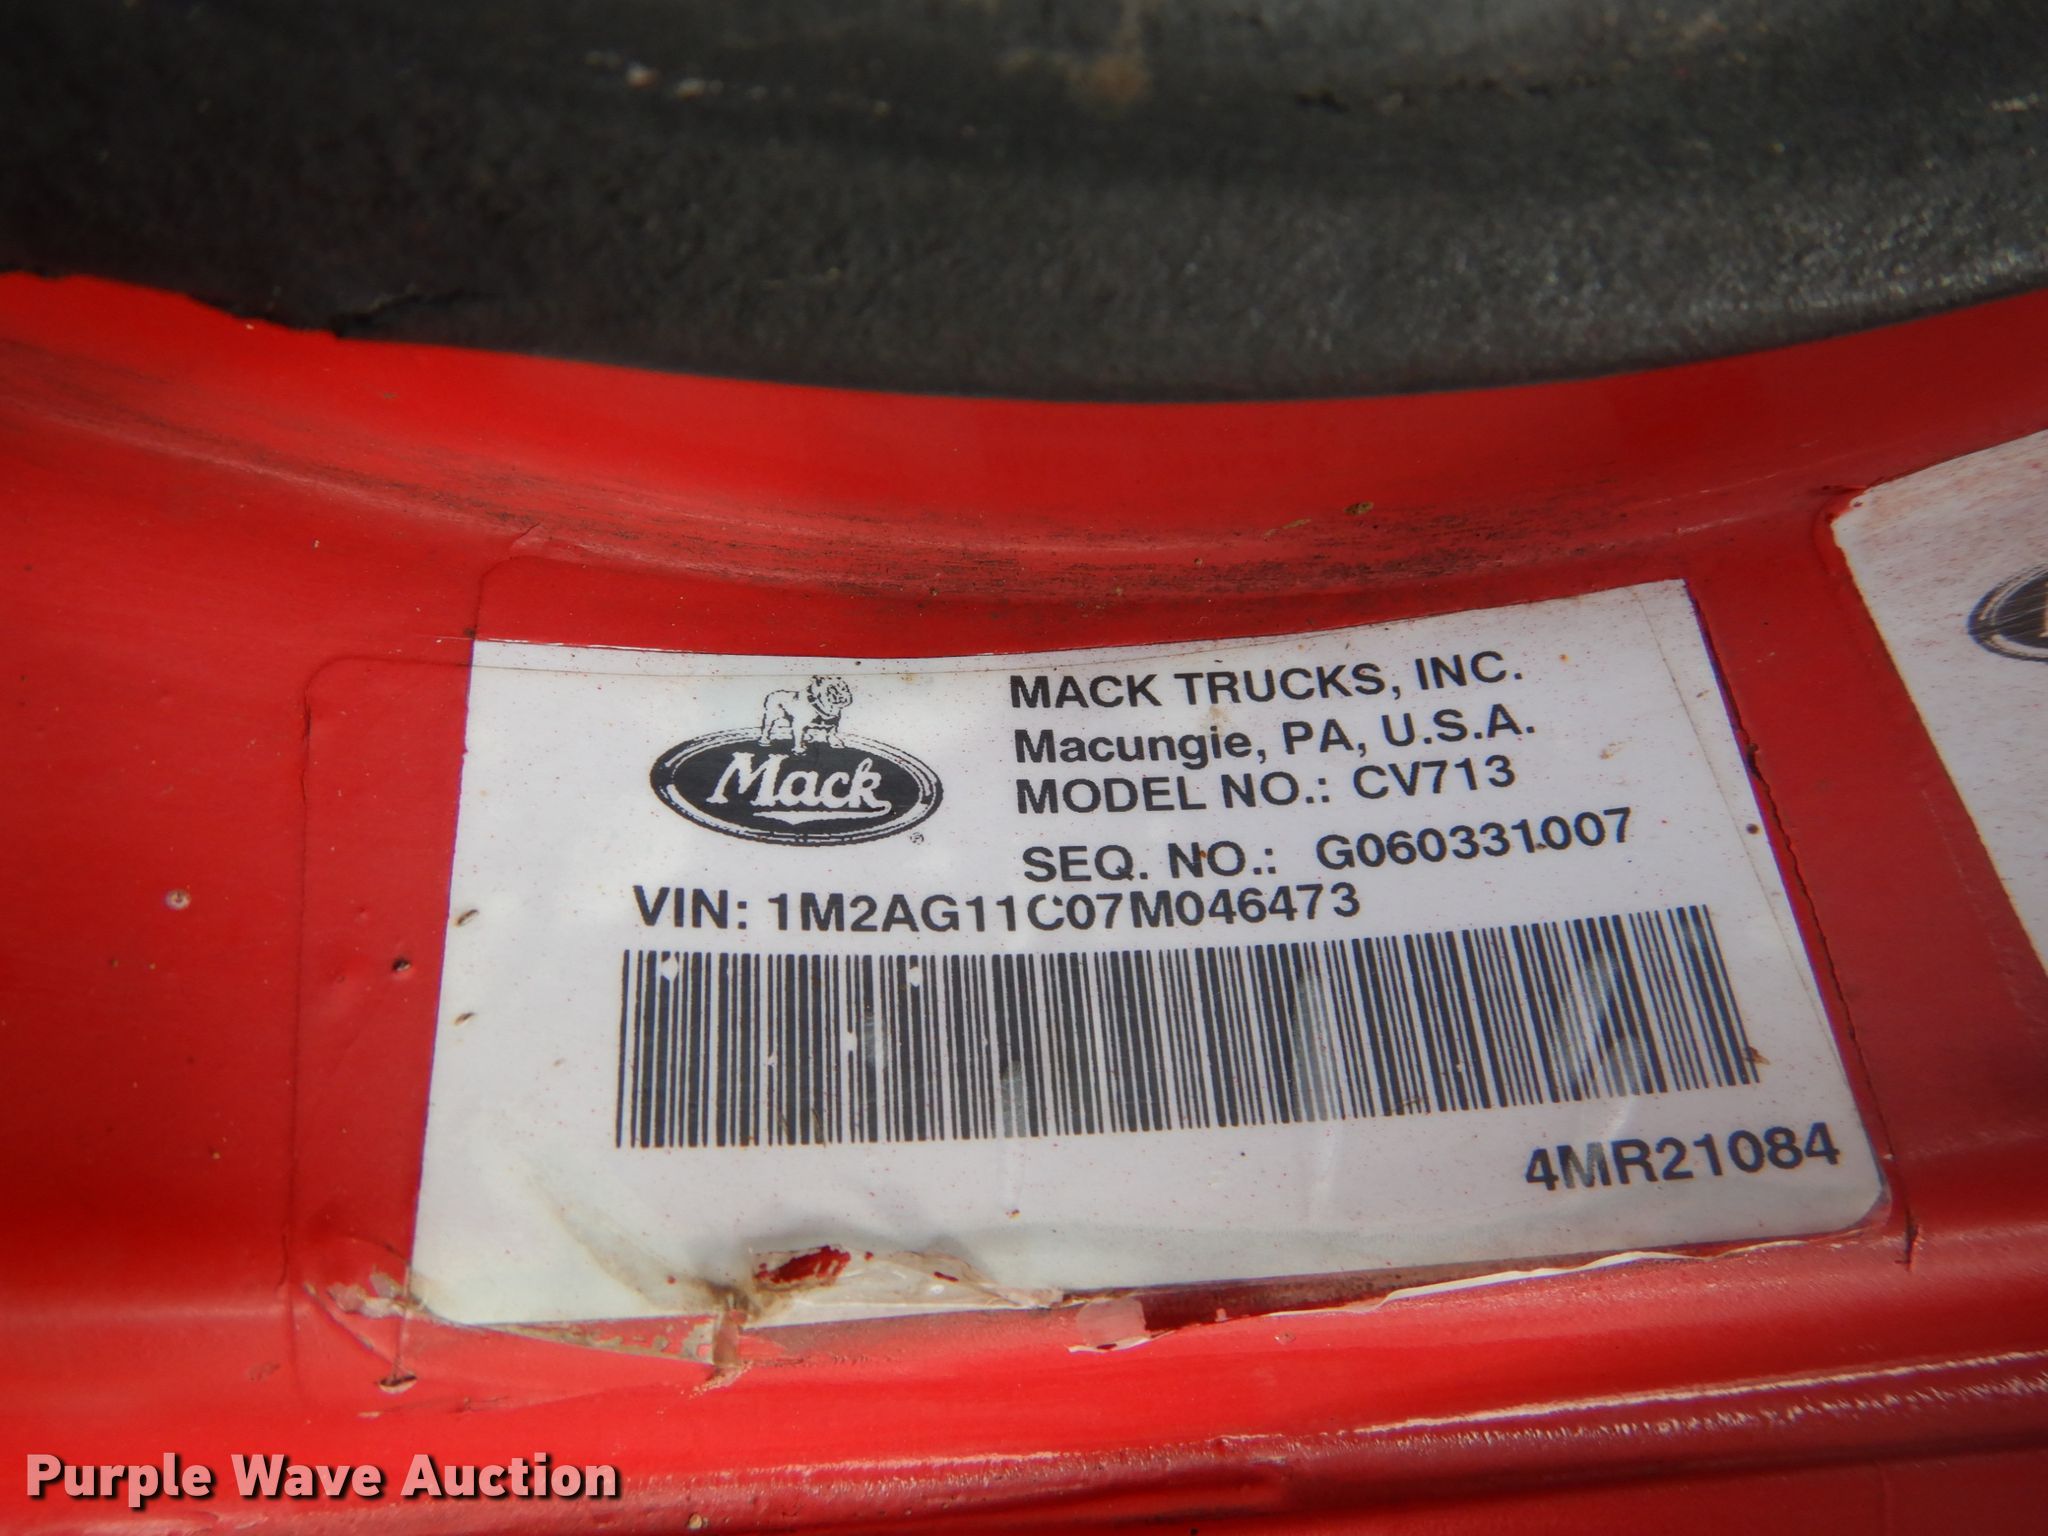 Mack
®
MACK TRUCKS, INC.
Macungie, PA, U.S.A.
MODEL NO.: CV713
SEQ. NO.: G060331007
VIN: 1M2AG11C07M046473
4MR21084
Purple Wave Auction